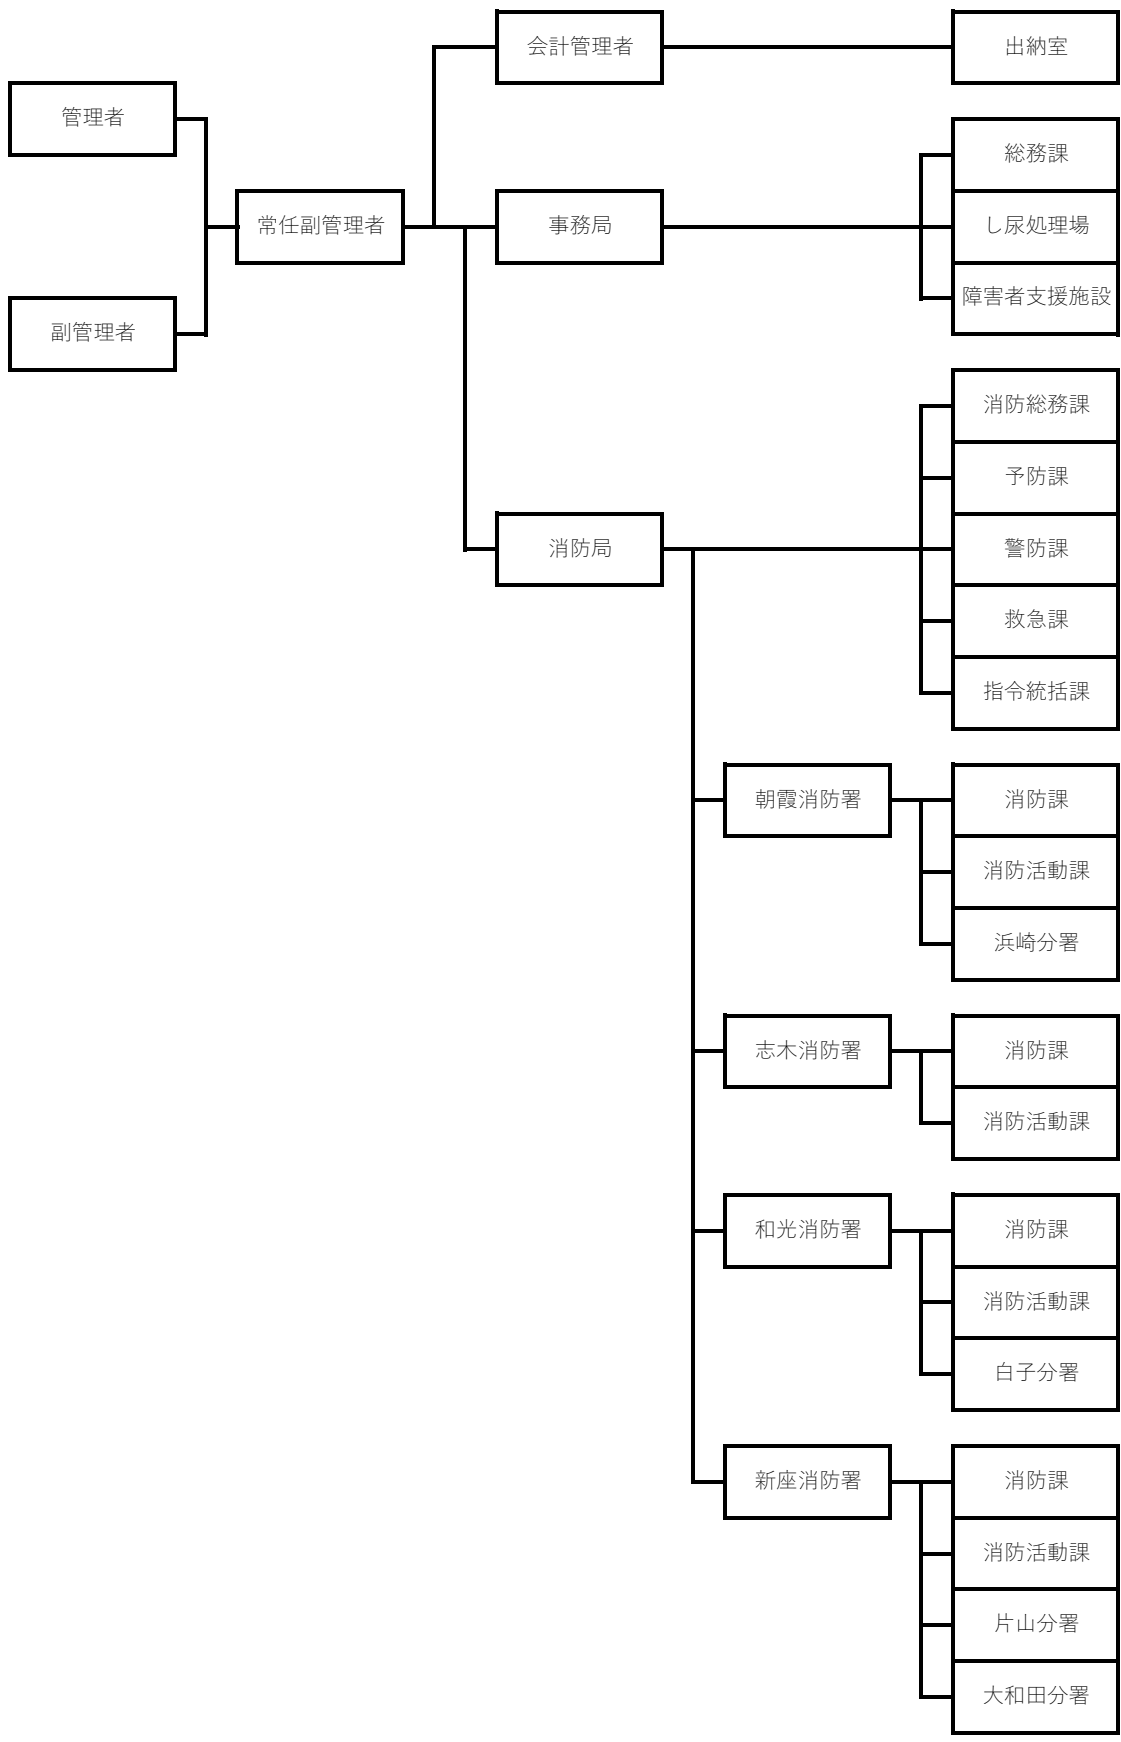 会計管理者
出納室
管理者
総務課
常任副管理者
事務局
し尿処理場
障害者支援施設
副管理者
消防総務課
予防課
消防局
警防課
救急課
指令統括課
朝霞消防署
消防課
消防活動課
浜崎分署
志木消防署
消防課
消防活動課
和光消防署
消防課
消防活動課
白子分署
新座消防署
消防課
消防活動課
片山分署
大和田分署